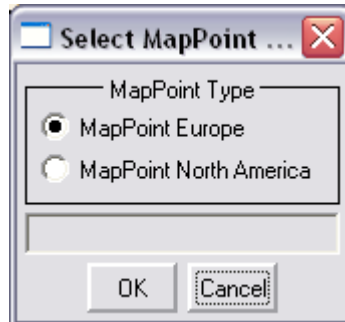 Select MapPoint ...
MapPoint Type
MapPoint Europe
MapPoint North America
OK
Cancel